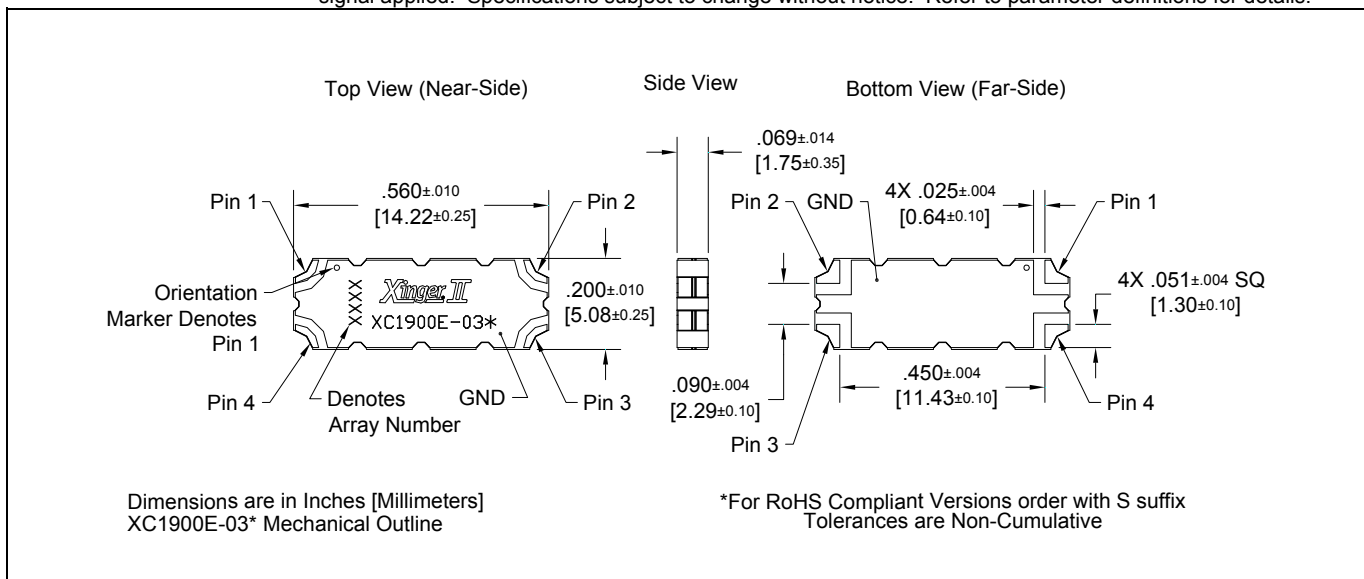 signal applied. Specifications subject to change without notice. Refer to parameter definitions for details.
Top View (Near-Side)
Side View
Bottom View (Far-Side)
.069±.014
[1.75±0.35]
.560±.010
[14.22±0.25]
Pin 1
Pin 2
4X .025±.004
[0.64±0.10]
Pin 2
GND
Pin 1
Orientation
Marker Denotes
Pin 1
XXXXX
Xinger II
XC1900E-03*
.200±.010
[5.08±0.25]
4X .051±.004 SQ
[1.30±0.10]
Pin 4
Denotes
Array Number
GND
Pin 3
.090±.004
[2.29±0.10]
.450±.004
[11.43±0.10]
Pin 4
Pin 3
Dimensions are in Inches [Millimeters]
XC1900E-03* Mechanical Outline
*For RoHS Compliant Versions order with S suffix
Tolerances are Non-Cumulative